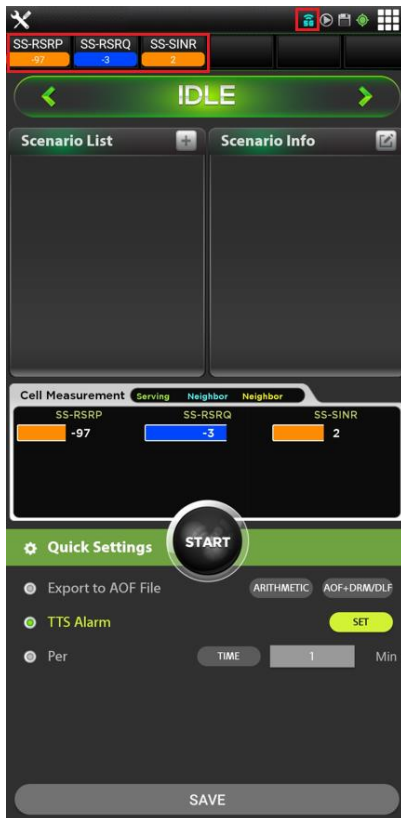 SS-RSRP SS-RSRQ SS-SINR
-97 -3 2
IDLE
Scenario List Scenario Info
Cell Measurement Serving Neighbor Neighbor
SS-RSRP SS-RSRQ SS-SINR
-97 -3 2
START
Quick Settings
Export to AOF File ARITHMETIC AOF+DRM/DLF
TTS Alarm SET
Per TIME 1 Min
SAVE